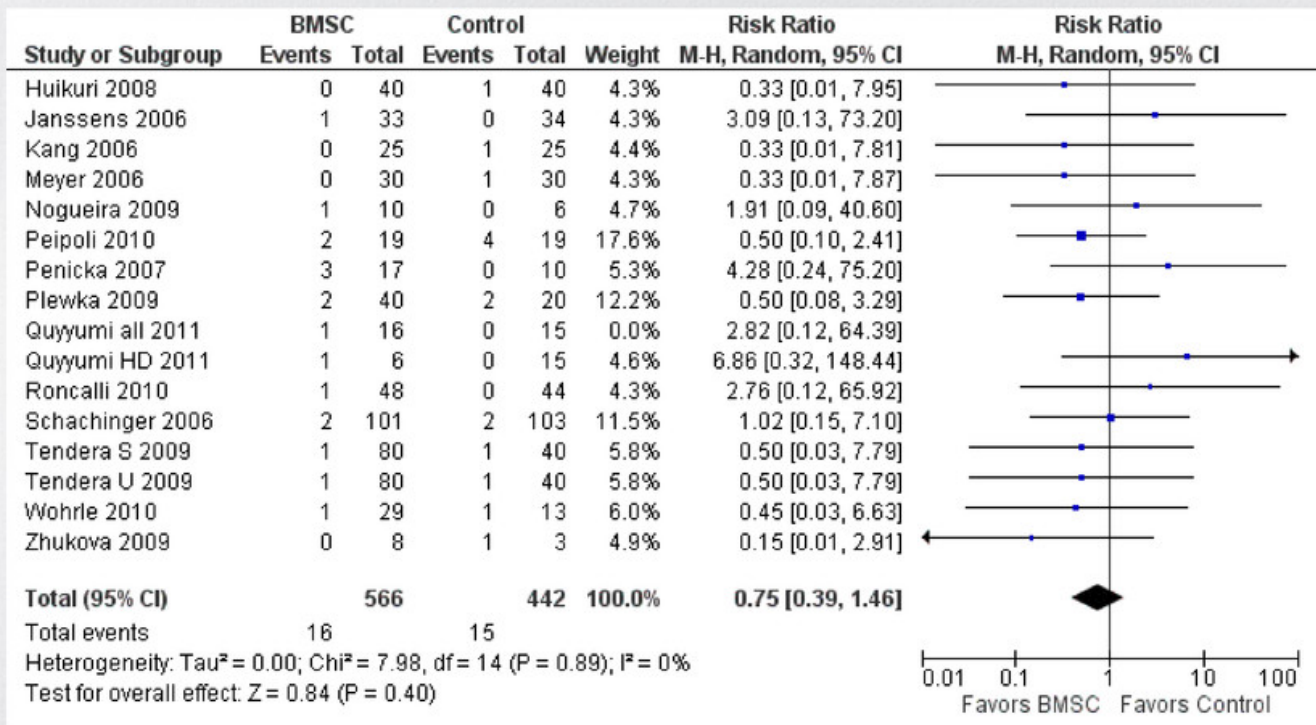 BMSC Control Risk Ratio Risk Ratio
Study or Subgroup Events Total Events Total Weight M-H, Random, 95% CI M-H, Random, 95% CI
Huikuri 2008 0 40 1 40 4.3% 0.33 [0.01, 7.95]
Janssens 2006 1 33 0 34 4.3% 3.09 [0.13, 73.20]
Kang 2006 0 25 1 25 4.4% 0.33 [0.01, 7.81]
Meyer 2006 0 30 1 30 4.3% 0.33 [0.01, 7.87]
Nogueira 2009 1 10 0 6 4.7% 1.91 [0.09, 40.60]
Peipoli 2010 2 19 4 19 17.6% 0.50 [0.10, 2.41]
Penicka 2007 3 17 0 10 5.3% 4.28 [0.24, 75.20]
Plewka 2009 2 40 2 20 12.2% 0.50 [0.08, 3.29]
Quyyumi all 2011 1 16 0 15 0.0% 2.82 [0.12, 64.39]
Quyyumi HD 2011 1 6 0 15 4.6% 6.86 [0.32, 148.44]
Roncalli 2010 1 48 0 44 4.3% 2.76 [0.12, 65.92]
Schachinger 2006 2 101 2 103 11.5% 1.02 [0.15, 7.10]
Tendera S 2009 1 80 1 40 5.8% 0.50 [0.03, 7.79]
Tendera U 2009 1 80 1 40 5.8% 0.50 [0.03, 7.79]
Wohrle 2010 1 29 1 13 6.0% 0.45 [0.03, 6.63]
Zhukova 2009 0 8 1 3 4.9% 0.15 [0.01, 2.91]
Total (95% CI) 566 442 100.0% 0.75 [0.39, 1.46]
Total events 16 15
Heterogeneity: Tau² = 0.00; Chi² = 7.98, df = 14 (P = 0.89); I² = 0%
Test for overall effect: Z = 0.84 (P = 0.40)
0.01 0.1 1 10 100
Favors BMSC Favors Control